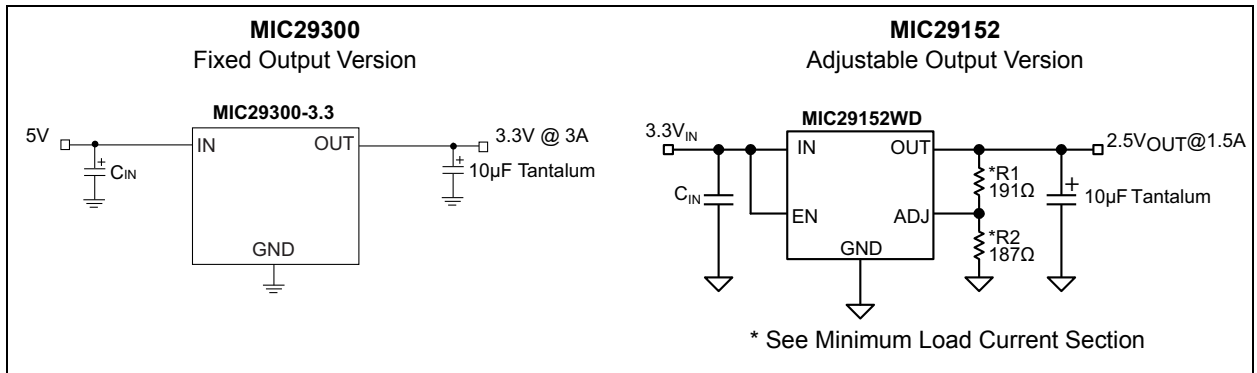 MIC29300
Fixed Output Version
MIC29300-3.3
5V
IN
OUT
3.3V @ 3A
+
CIN
+
10µF Tantalum
GND
MIC29152
Adjustable Output Version
MIC29152WD
3.3VIN
IN
OUT
2.5VOUT@1.5A
*R1
191Ω
CIN
+
10µF Tantalum
EN
ADJ
*R2
187Ω
GND
* See Minimum Load Current Section